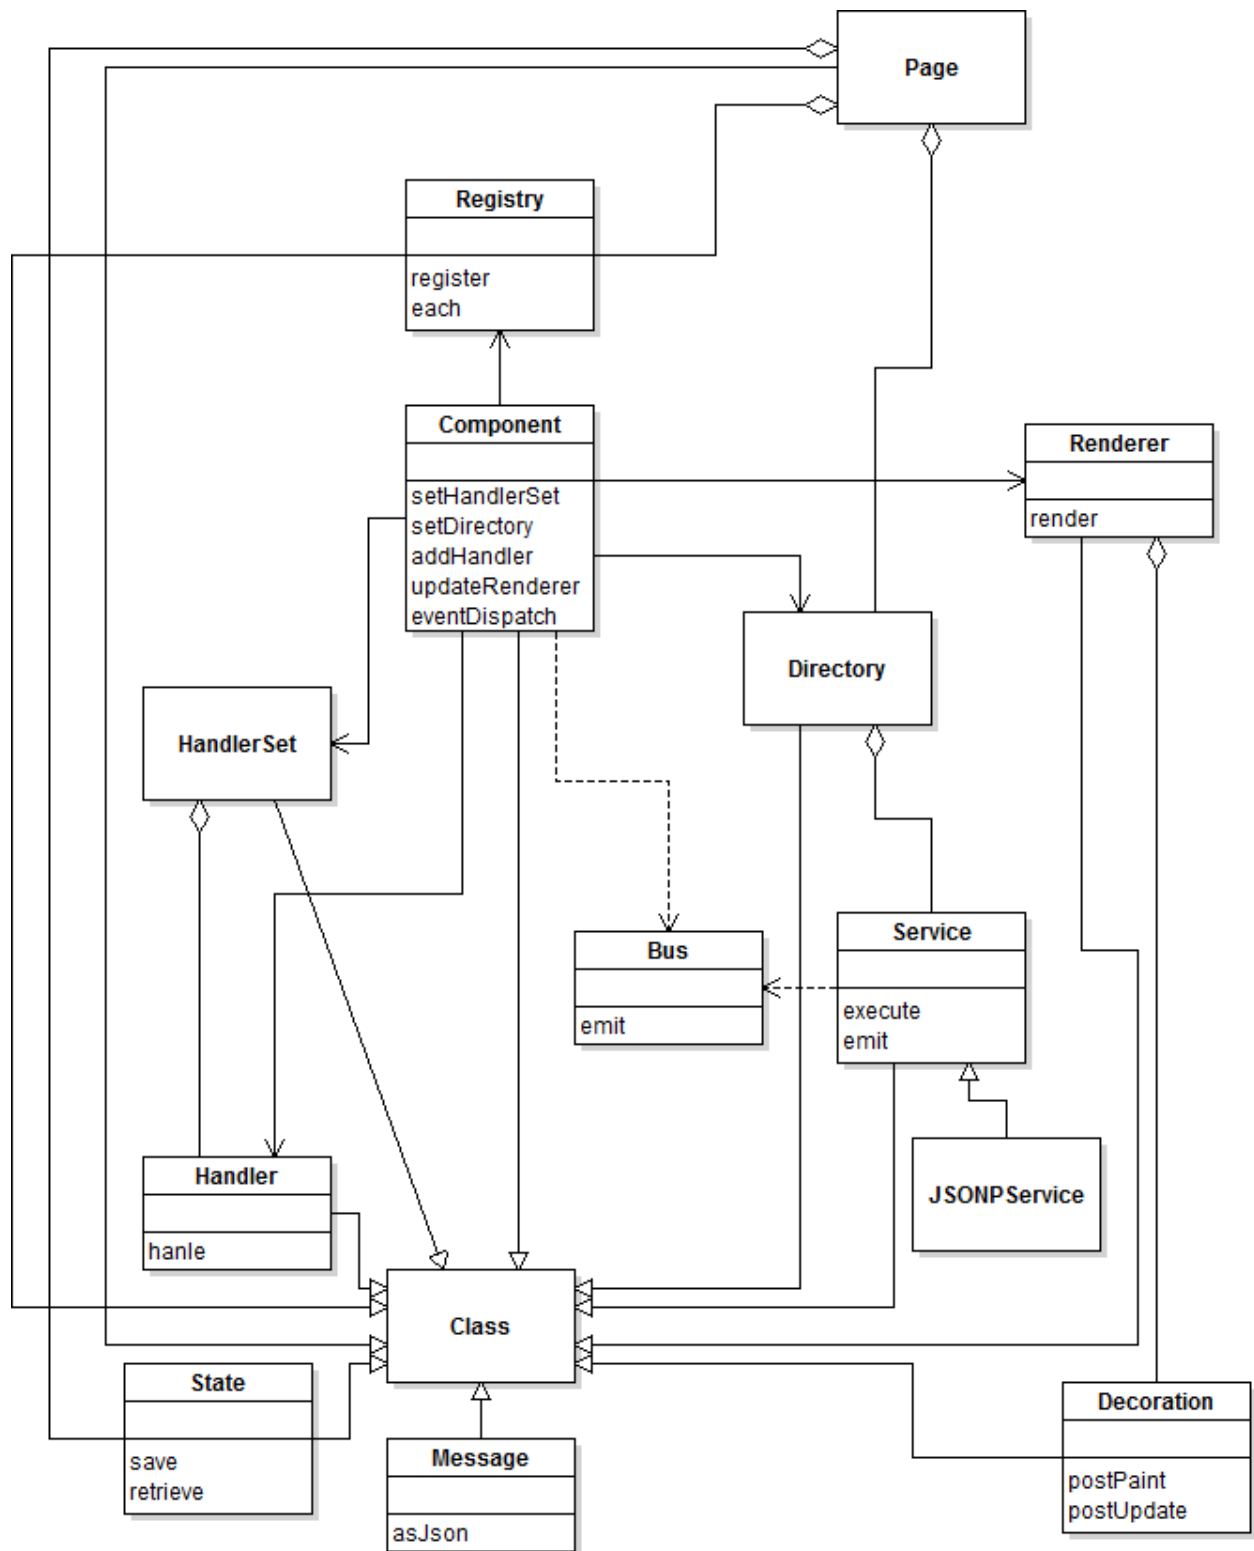 Page
Registry
register
each
Component
setHandlerSet
setDirectory
addHandler
updateRenderer
eventDispatch
Renderer
render
Directory
HandlerSet
Bus
emit
Service
execute
emit
JSONPService
Handler
hanle
Class
State
save
retrieve
Message
asJson
Decoration
postPaint
postUpdate